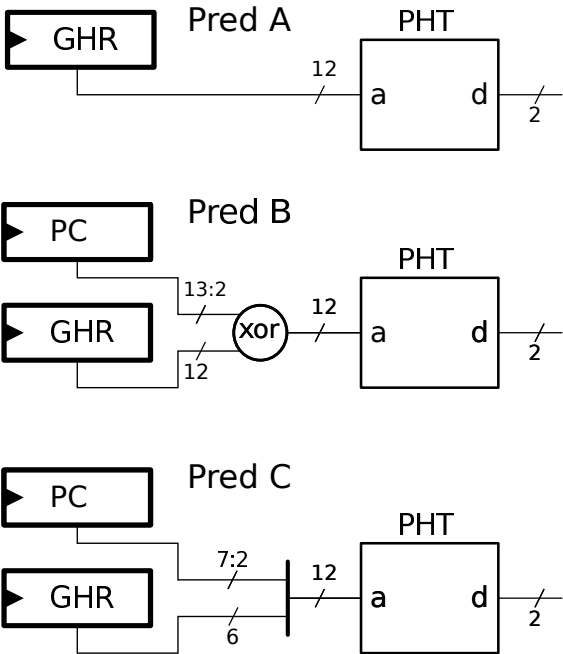 Pred A
GHR
PHT
12
a d
2
Pred B
PC
PHT
13:2
GHR
xor
12
a d
12
2
Pred C
PC
PHT
7:2
12
GHR
a d
6
2